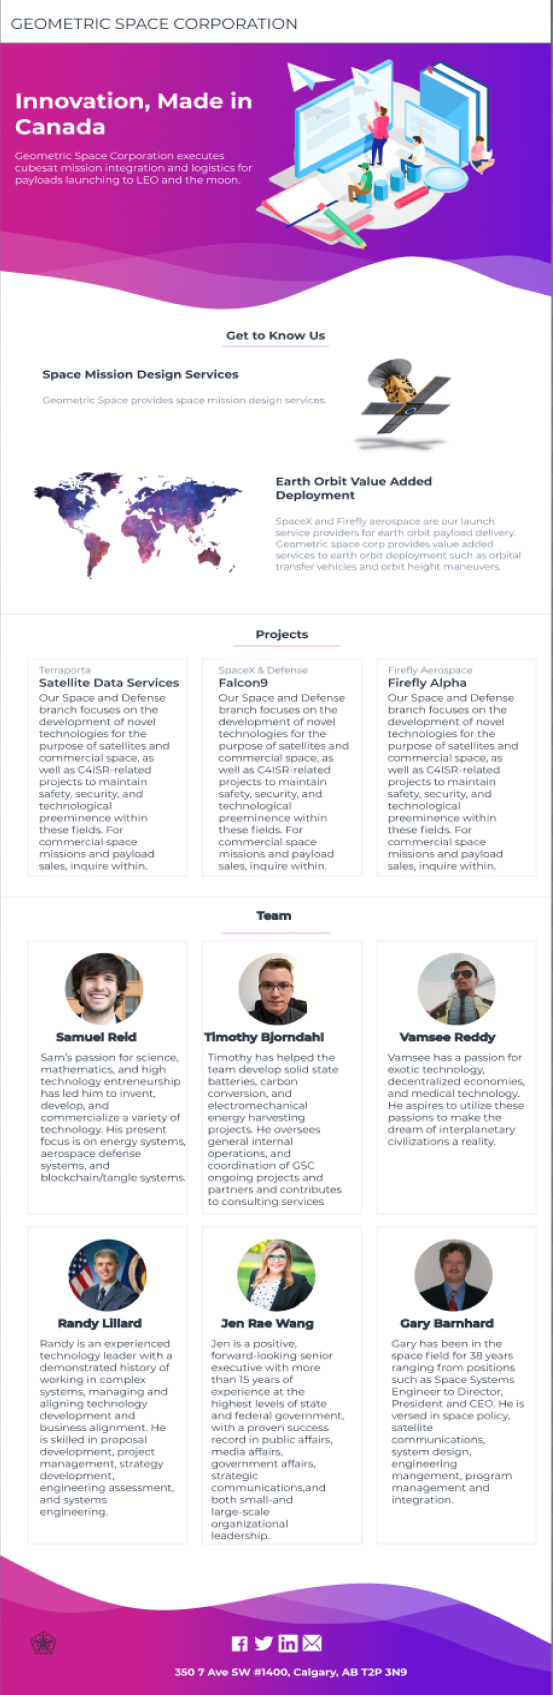 GEOMETRIC SPACE CORPORATION
Innovation, Made in
Canada
Geometric Space Corporation executes
cubesat mission integration and logistics for
payloads launching to LEO and the moon.
Get to Know Us
Space Mission Design Services
Geometric Space provides space mission design services.
Earth Orbit Value Added
Deployment
SpaceX and Firefly aerospace are our launch
service providers for earth orbit payload delivery.
Geometric space corp provides value added
services to earth orbit deployment such as orbital
transfer vehicles and orbit height maneuvers.
Projects
Terraporta
Satellite Data Services
Our Space and Defense
branch focuses on the
development of novel
technologies for the
purpose of satellites and
commercial space, as
well as C4ISR-related
projects to maintain
safety, security, and
technological
preeminence within
these fields. For
commercial space
missions and payload
sales, inquire within.
SpaceX & Defense
Falcon9
Our Space and Defense
branch focuses on the
development of novel
technologies for the
purpose of satellites and
commercial space, as
well as C4ISR-related
projects to maintain
safety, security, and
technological
preeminence within
these fields. For
commercial space
missions and payload
sales, inquire within.
Firefly Aerospace
Firefly Alpha
Our Space and Defense
branch focuses on the
development of novel
technologies for the
purpose of satellites and
commercial space, as
well as C4ISR-related
projects to maintain
safety, security, and
technological
preeminence within
these fields. For
commercial space
missions and payload
sales, inquire within.
Team
Samuel Reid
Sam's passion for science,
mathematics, and high
technology entreneurship
has led him to invent,
develop, and
commercialize a variety of
technology. His present
focus is on energy systems,
aerospace defense
systems, and
blockchain/tangle systems.
Timothy Bjorndahl
Timothy has helped the
team develop solid state
batteries, carbon
conversion, and
electromechanical
energy harvesting
projects. He oversees
general internal
operations, and
coordination of GSC
ongoing projects and
partners and contributes
to consulting services
Vamsee Reddy
Vamsee has a passion for
exotic technology,
decentralized economies,
and medical technology.
He aspires to utilize these
passions to make the
dream of interplanetary
civilizations a reality.
Randy Lillard
Randy is an experienced
technology leader with a
demonstrated history of
working in complex
systems, managing and
aligning technology
development and
business alignment. He
is skilled in proposal
development, project
management, strategy
development,
engineering assessment,
and systems
engineering.
Jen Rae Wang
Jen is a positive,
forward-looking senior
executive with more
than 15 years of
experience at the
highest levels of state
and federal government,
with a proven success
record in public affairs,
media affairs,
government affairs,
strategic
communications,and
both small-and
large-scale
organizational
leadership.
Gary Barnhard
Gary has been in the
space field for 38 years
ranging from positions
such as Space Systems
Engineer to Director,
President and CEO. He is
versed in space policy,
satellite
communications,
system design,
engineering
mangement, program
management and
integration.
350 7 Ave SW #1400, Calgary, AB T2P 3N9